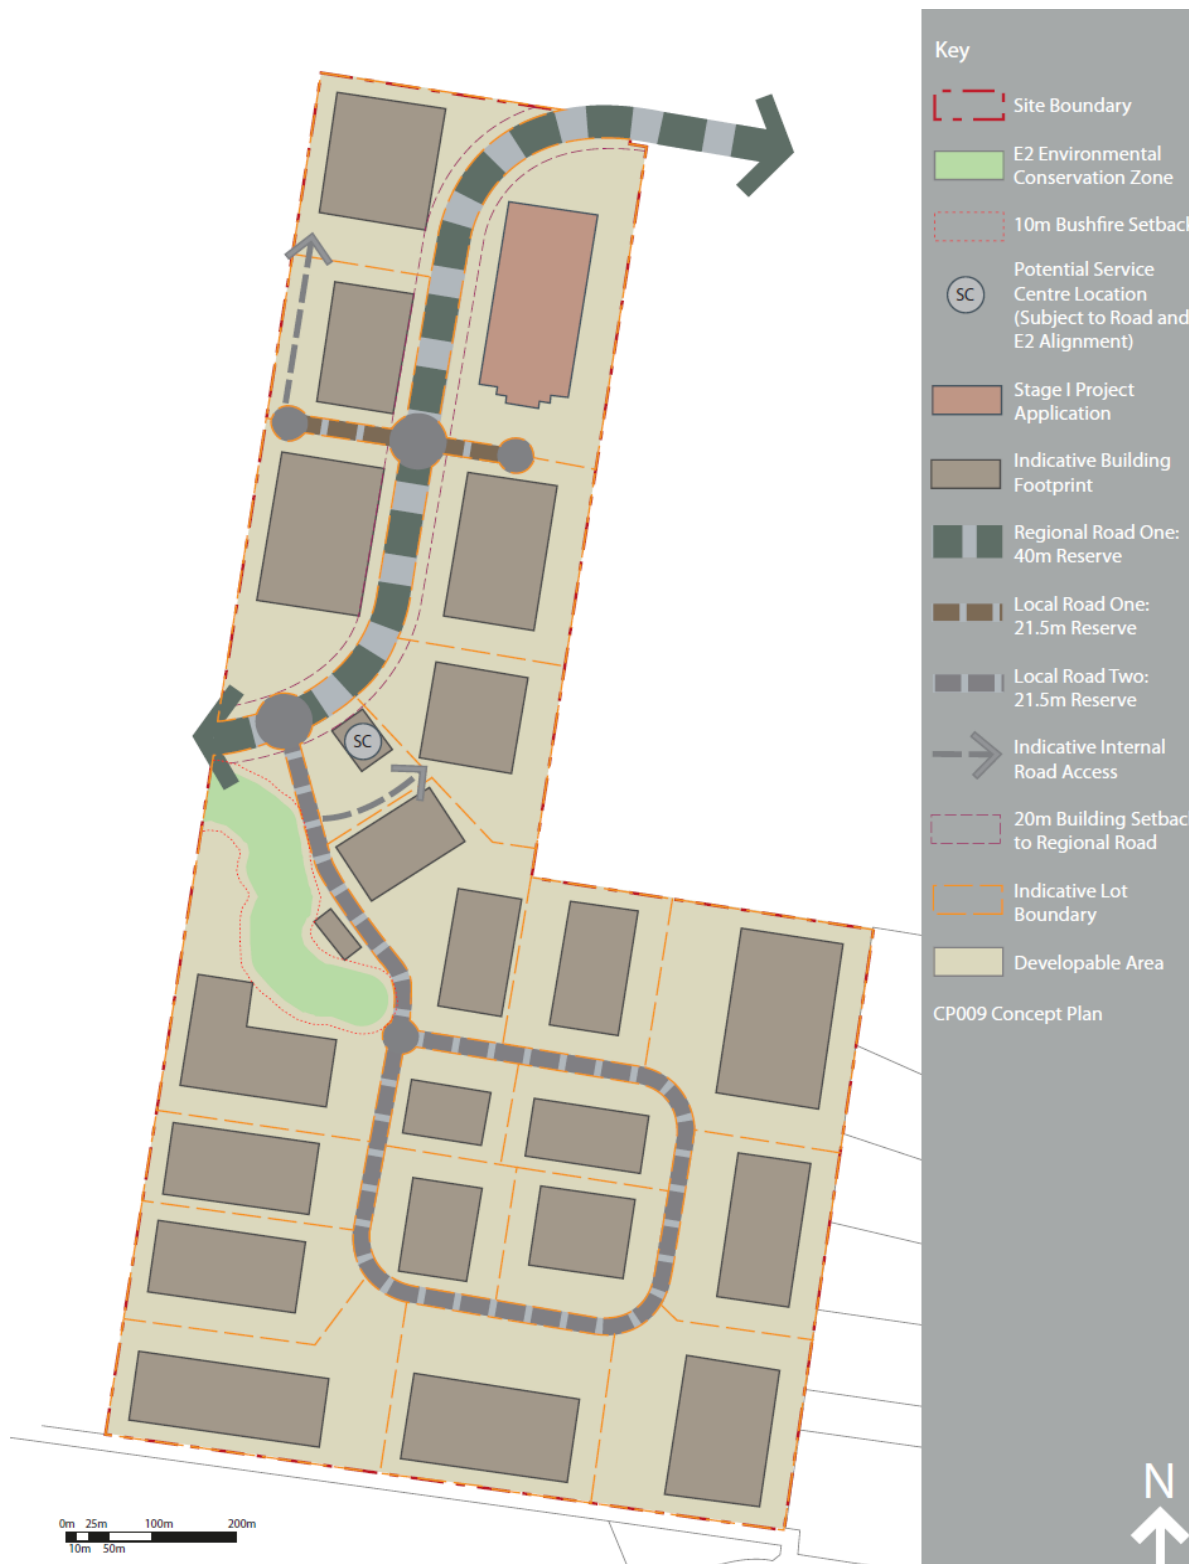 Key
Site Boundary
E2 Environmental
Conservation Zone
10m Bushfire Setback
Potential Service
Centre Location
(Subject to Road and
E2 Alignment)
SC
Stage I Project
Application
Indicative Building
Footprint
Regional Road One:
40m Reserve
Local Road One:
21.5m Reserve
Local Road Two:
21.5m Reserve
Indicative Internal
Road Access
20m Building Setback
to Regional Road
Indicative Lot
Boundary
Developable Area
CP009 Concept Plan
SC
N
0m 25m 100m 200m
10m 50m